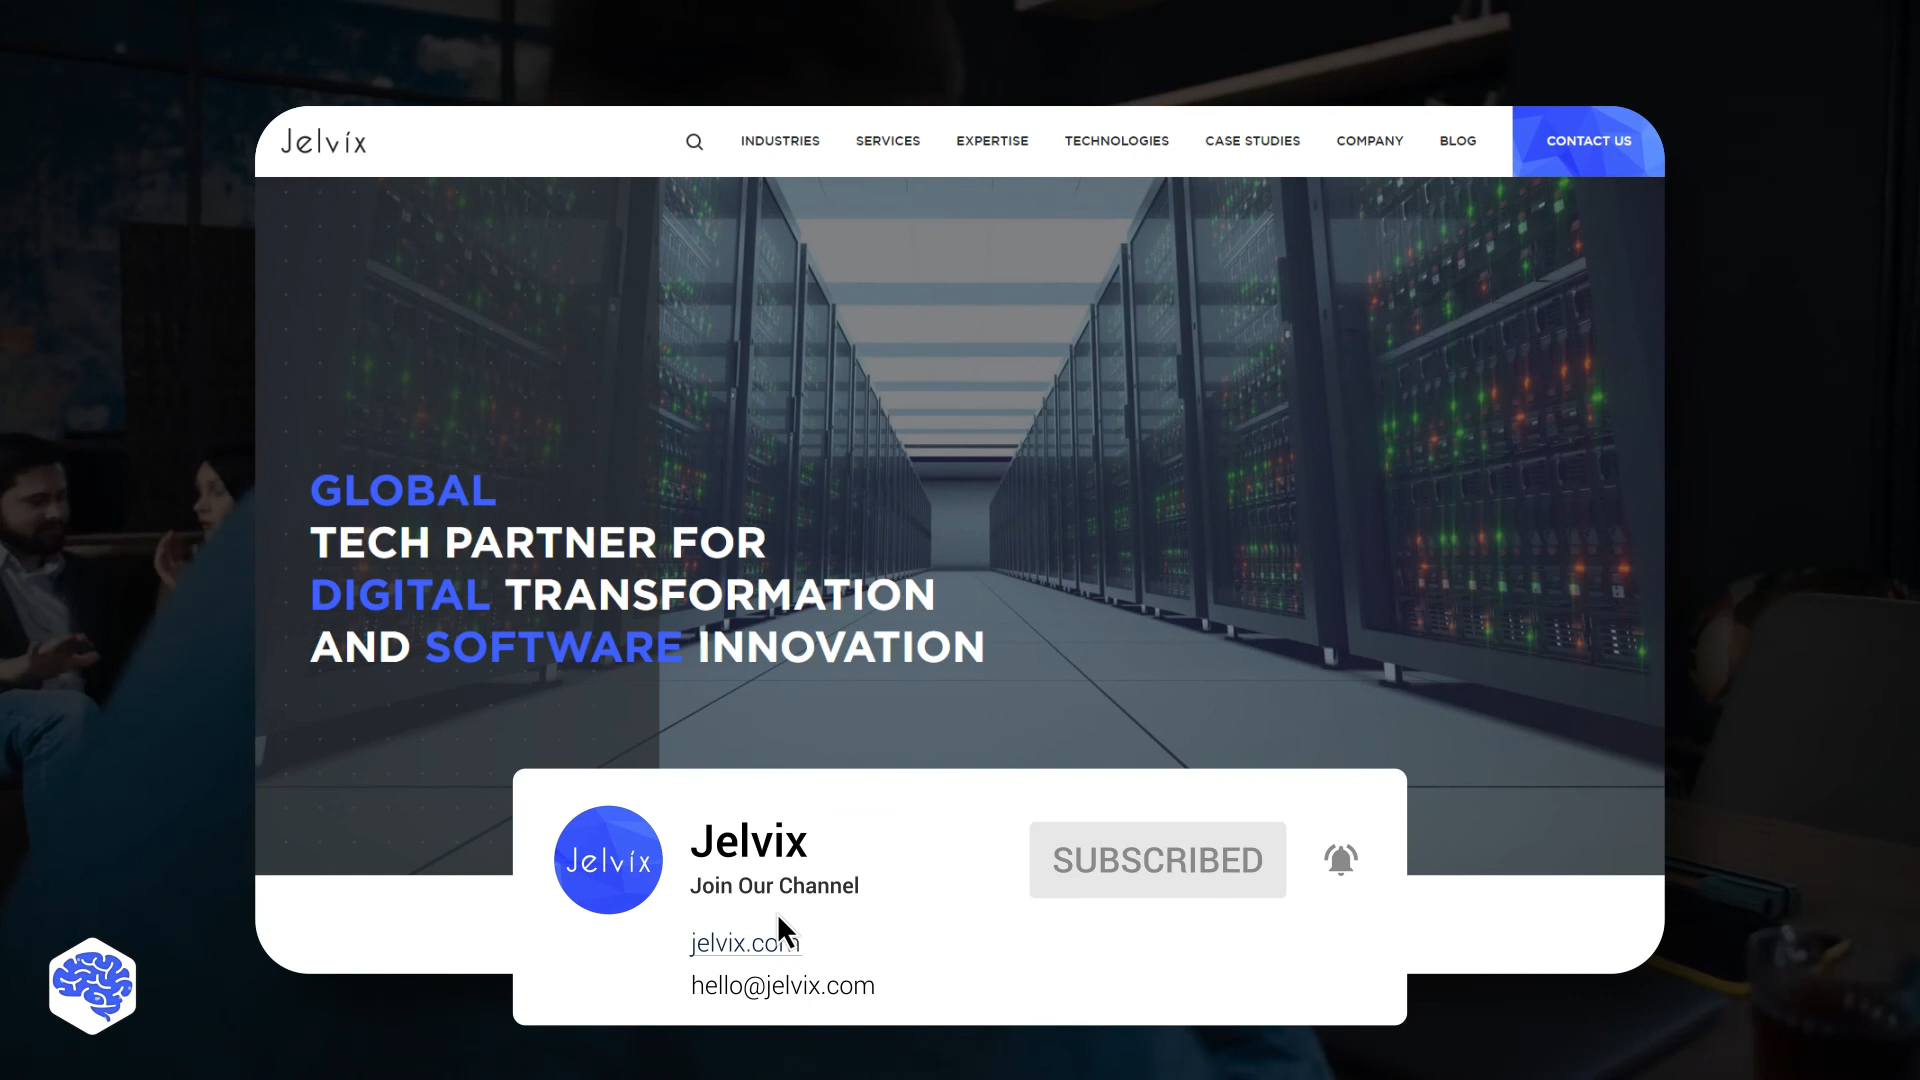 Jelvix
INDUSTRIES SERVICES EXPERTISE TECHNOLOGIES CASE STUDIES COMPANY BLOG CONTACT US
GLOBAL
TECH PARTNER FOR
DIGITAL TRANSFORMATION
AND SOFTWARE INNOVATION
Jelvix
Jelvix
Join Our Channel
SUBSCRIBED
jelvix.com
hello@jelvix.com